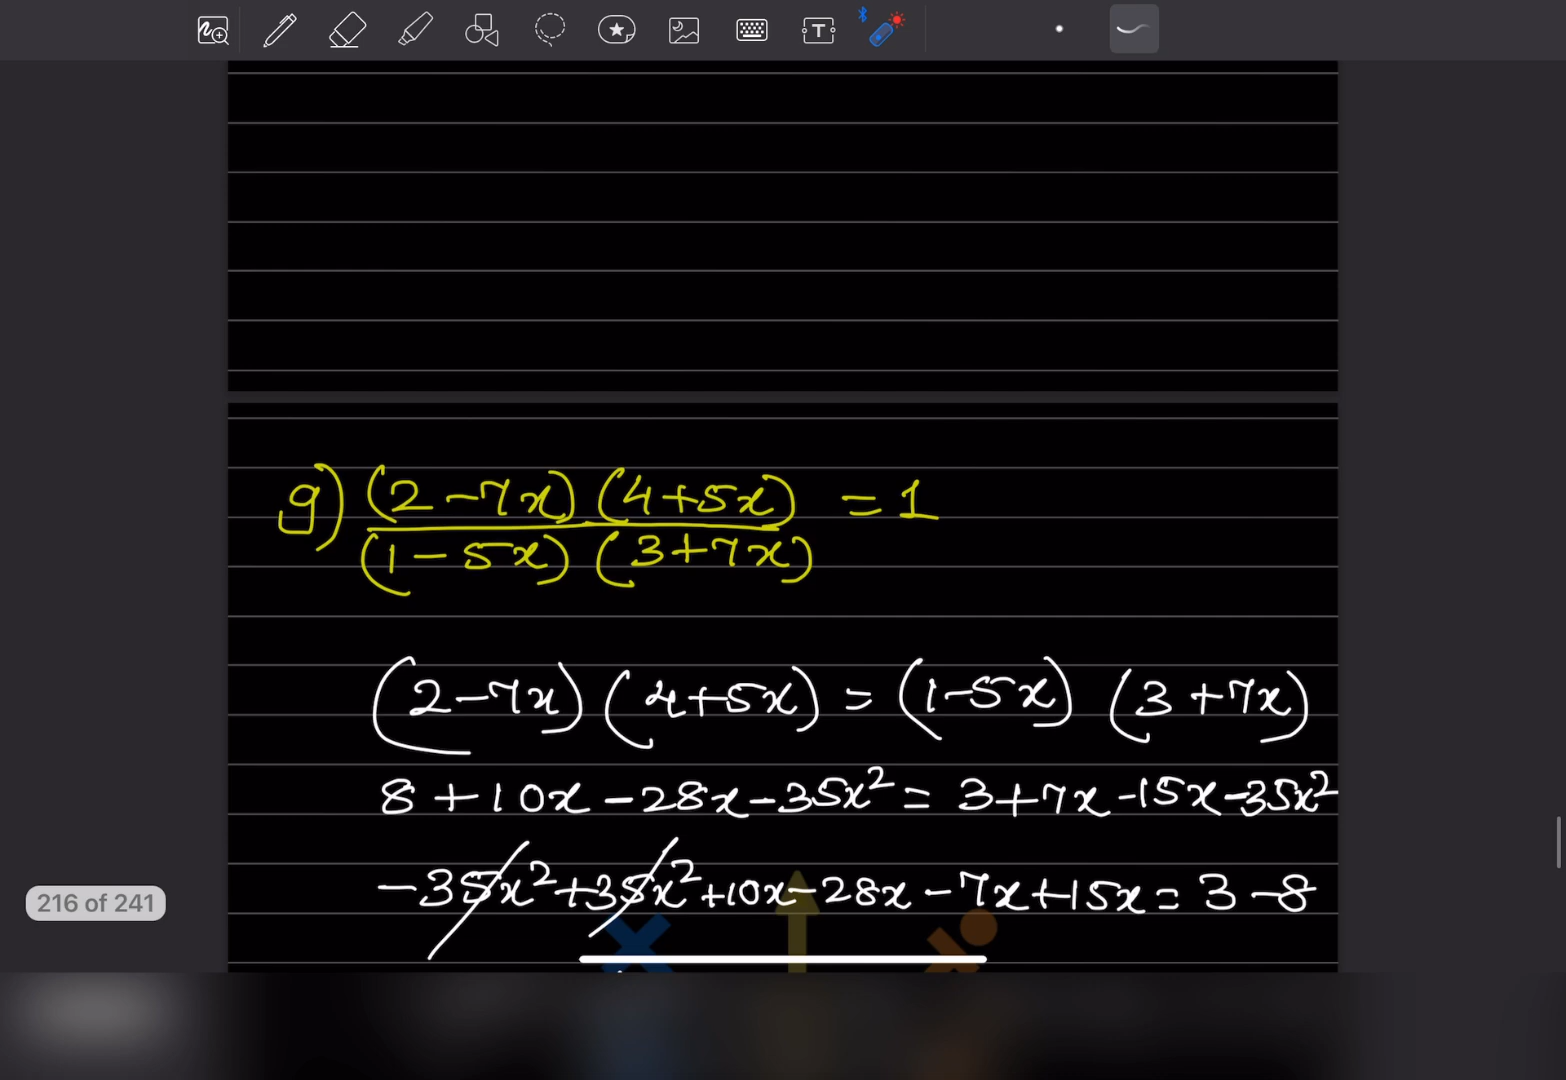 T
g) (2-7x)(4+5x) = 1
(1-5x)(3+7x)
(2-7x)(4+5x) = (1-5x)(3+7x)
8+10x-28x-35x² = 3+7x-15x-35x²
-35x²+35x²+10x-28x-7x+15x = 3-8
216 of 241